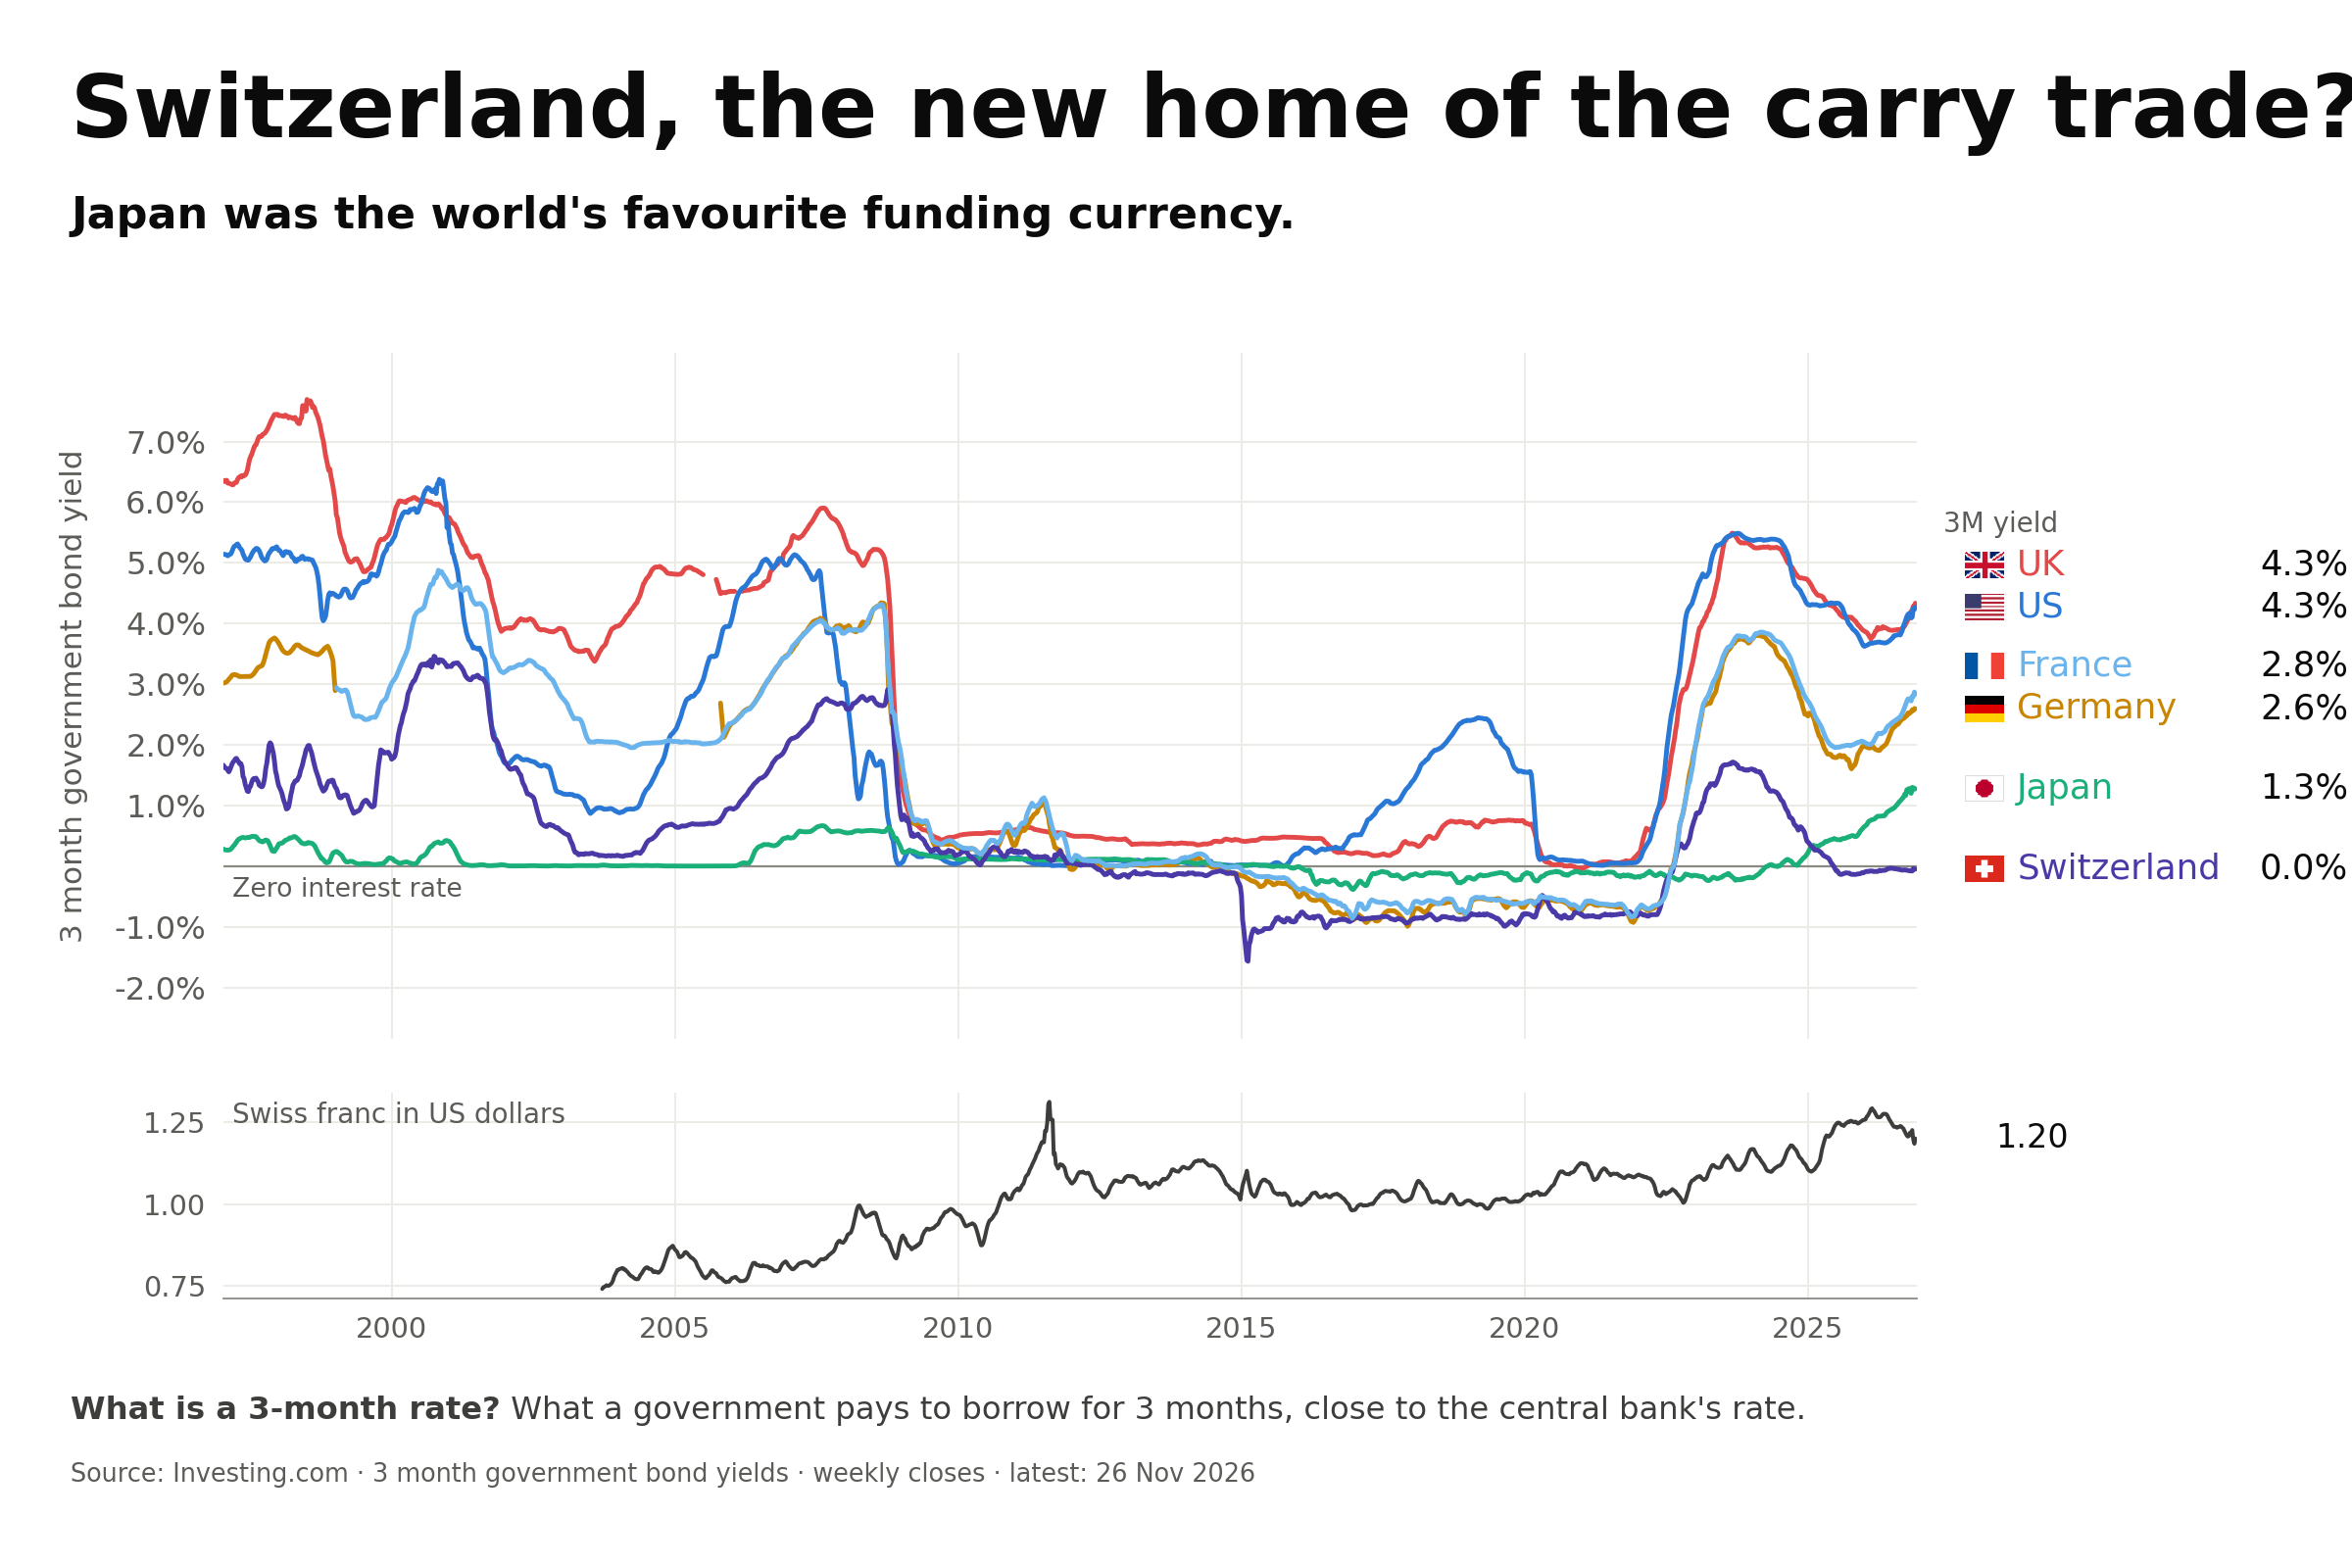 Switzerland, the new home of the carry trade?
Japan was the world's favourite funding currency.
3 month government bond yield
7.0%
6.0%
5.0%
4.0%
3.0%
2.0%
1.0%
-1.0%
-2.0%
Zero interest rate
3M yield
UK 4.3%
US 4.3%
France 2.8%
Germany 2.6%
Japan 1.3%
Switzerland 0.0%
Swiss franc in US dollars
1.25
1.00
0.75
1.20
2000 2005 2010 2015 2020 2025
What is a 3-month rate? What a government pays to borrow for 3 months, close to the central bank's rate.
Source: Investing.com · 3 month government bond yields · weekly closes · latest: 26 Nov 2026